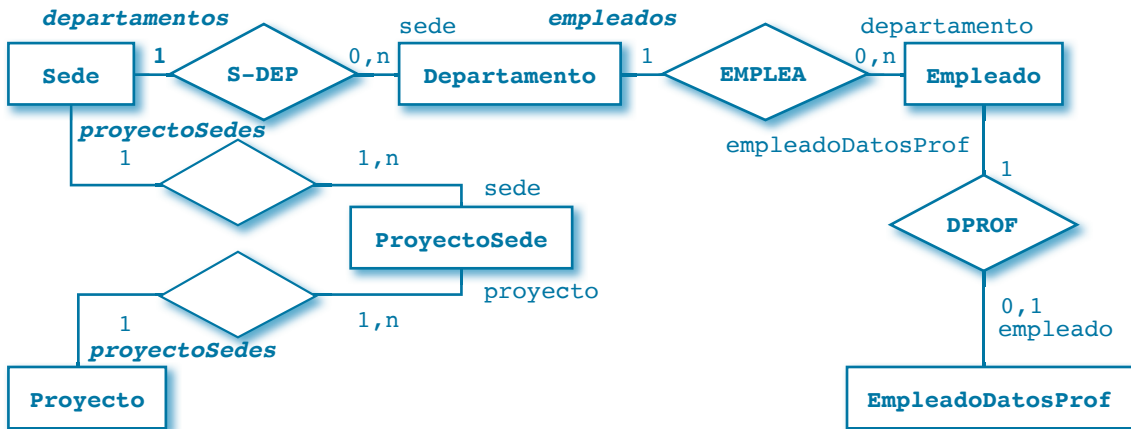 departamentos
sede
empleados
departamento
Sede
1
S-DEP
0,n
Departamento
1
EMPLEA
0,n
Empleado
proyectoSedes
1
1,n
sede
empleadoDatosProf
1
ProyectoSede
DPROF
proyecto
1
1,n
proyectoSedes
0,1
empleado
Proyecto
EmpleadoDatosProf